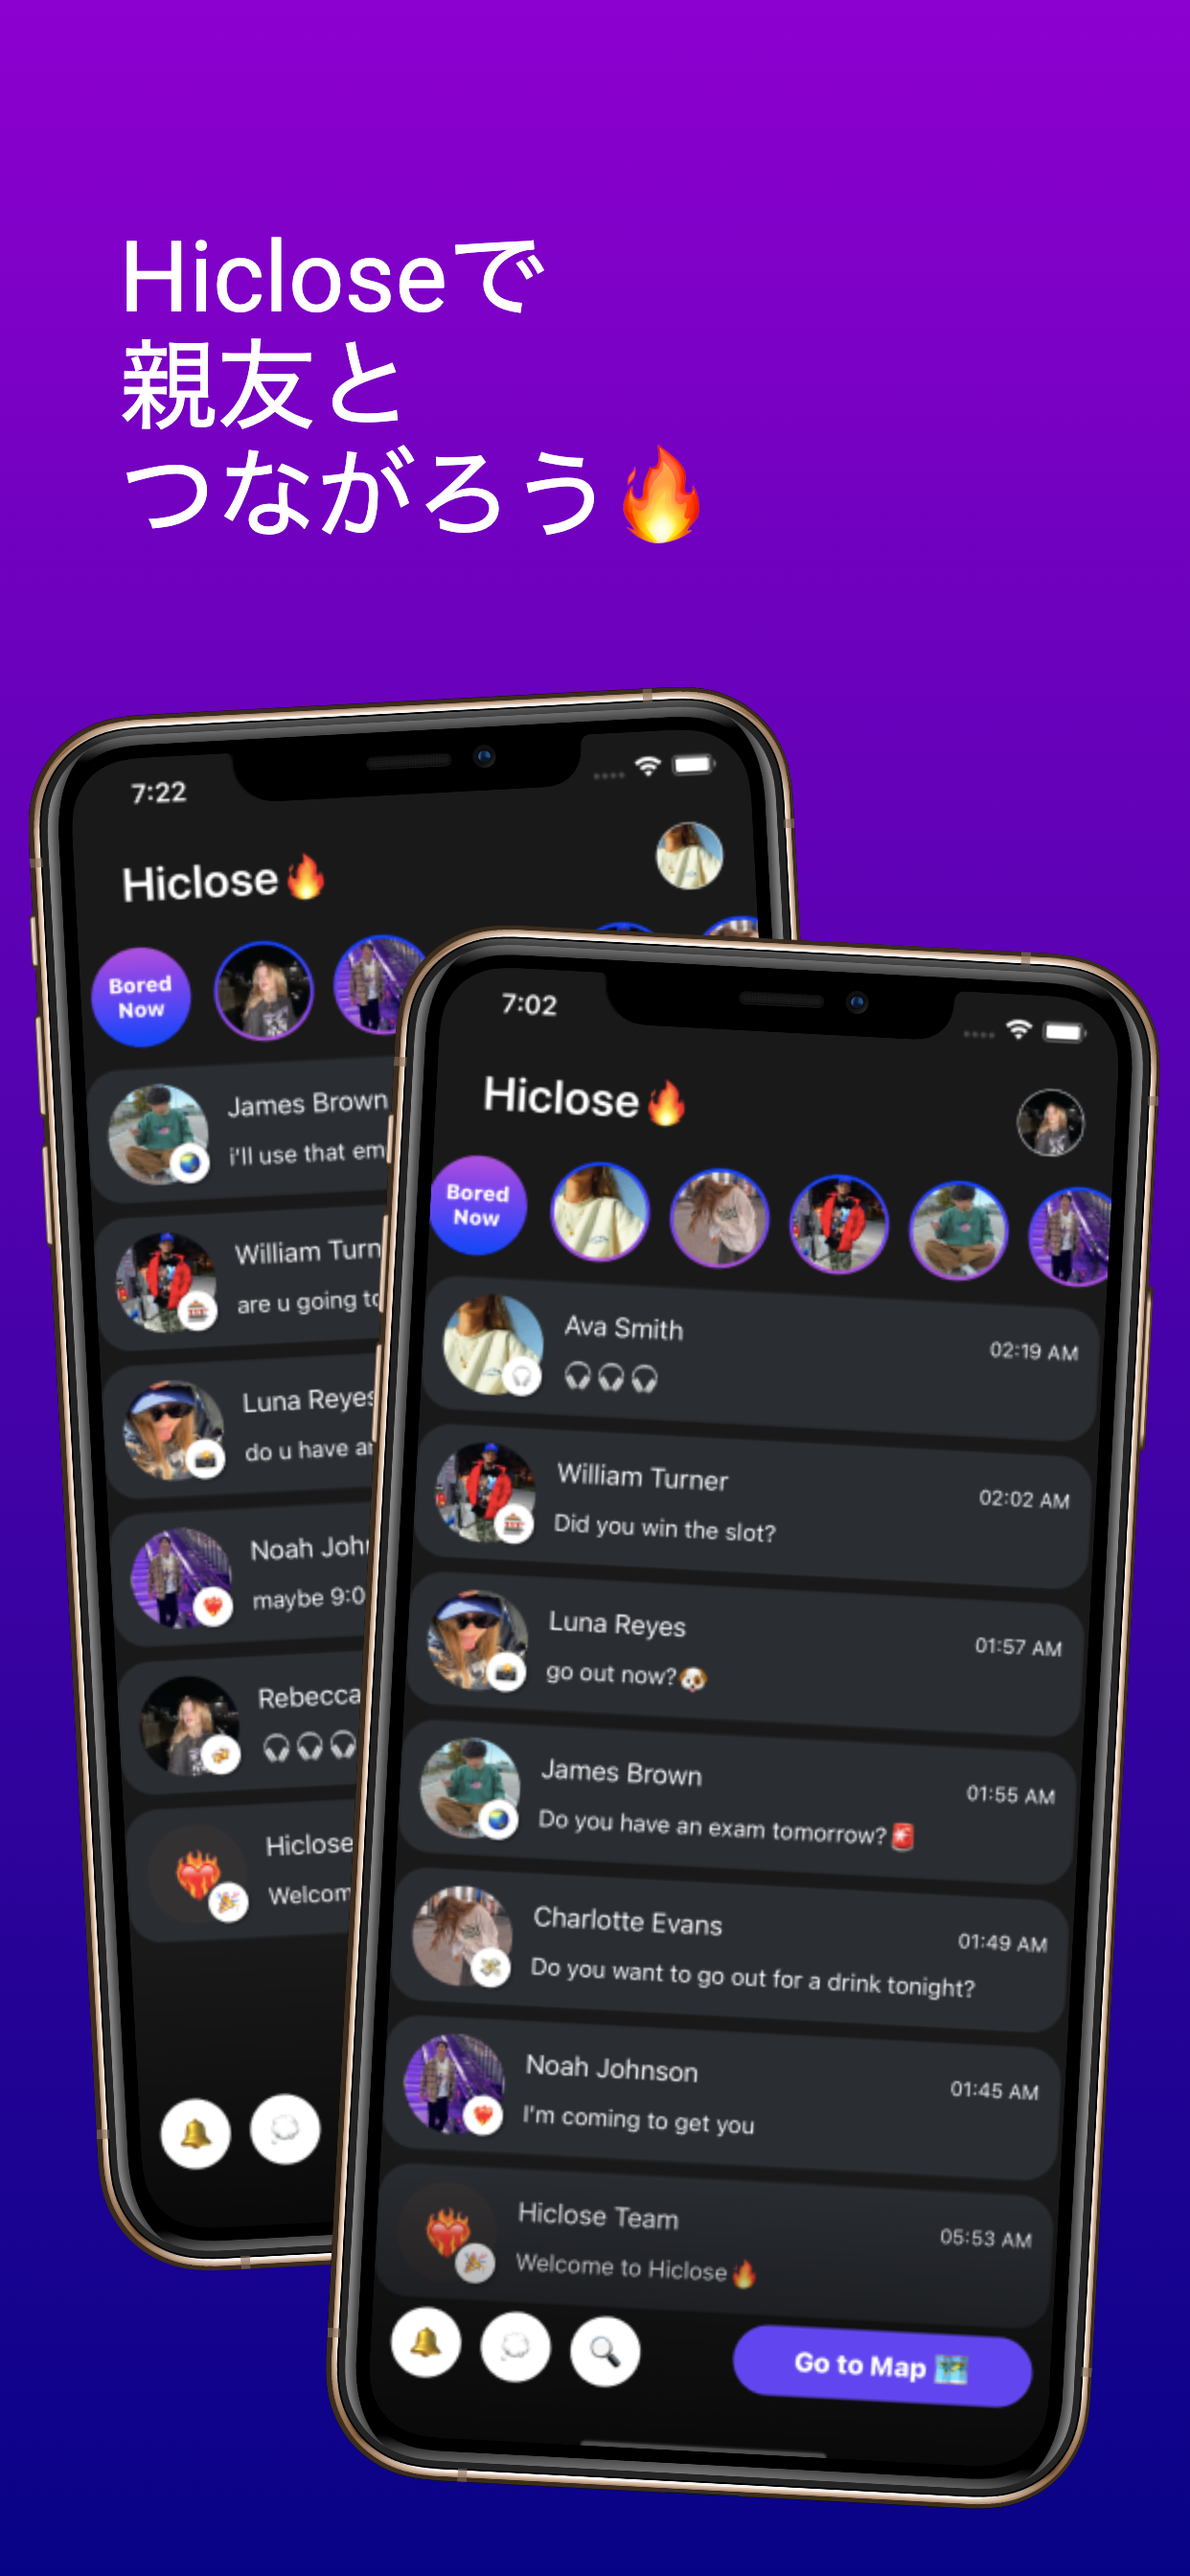 Hicloseで
親友と
つながろう🔥
7:22
Hiclose🔥
Bored
Now
James Brown
i'll use that em
William Turn
are u going to
Luna Reyes
do u have
Noah John
maybe 9:0
Rebecca
🎧🎧🎧
Hiclose
Welcom
7:02
Hiclose🔥
Bored
Now
Ava Smith
02:19 AM
🎧🎧🎧
William Turner
02:02 AM
Did you win the slot?
Luna Reyes
01:57 AM
go out now?🐶
James Brown
01:55 AM
Do you have an exam tomorrow?🚨
Charlotte Evans
01:49 AM
Do you want to go out for a drink tonight?
Noah Johnson
01:45 AM
I'm coming to get you
Hiclose Team
05:53 AM
Welcome to Hiclose🔥
Go to Map 🗺️